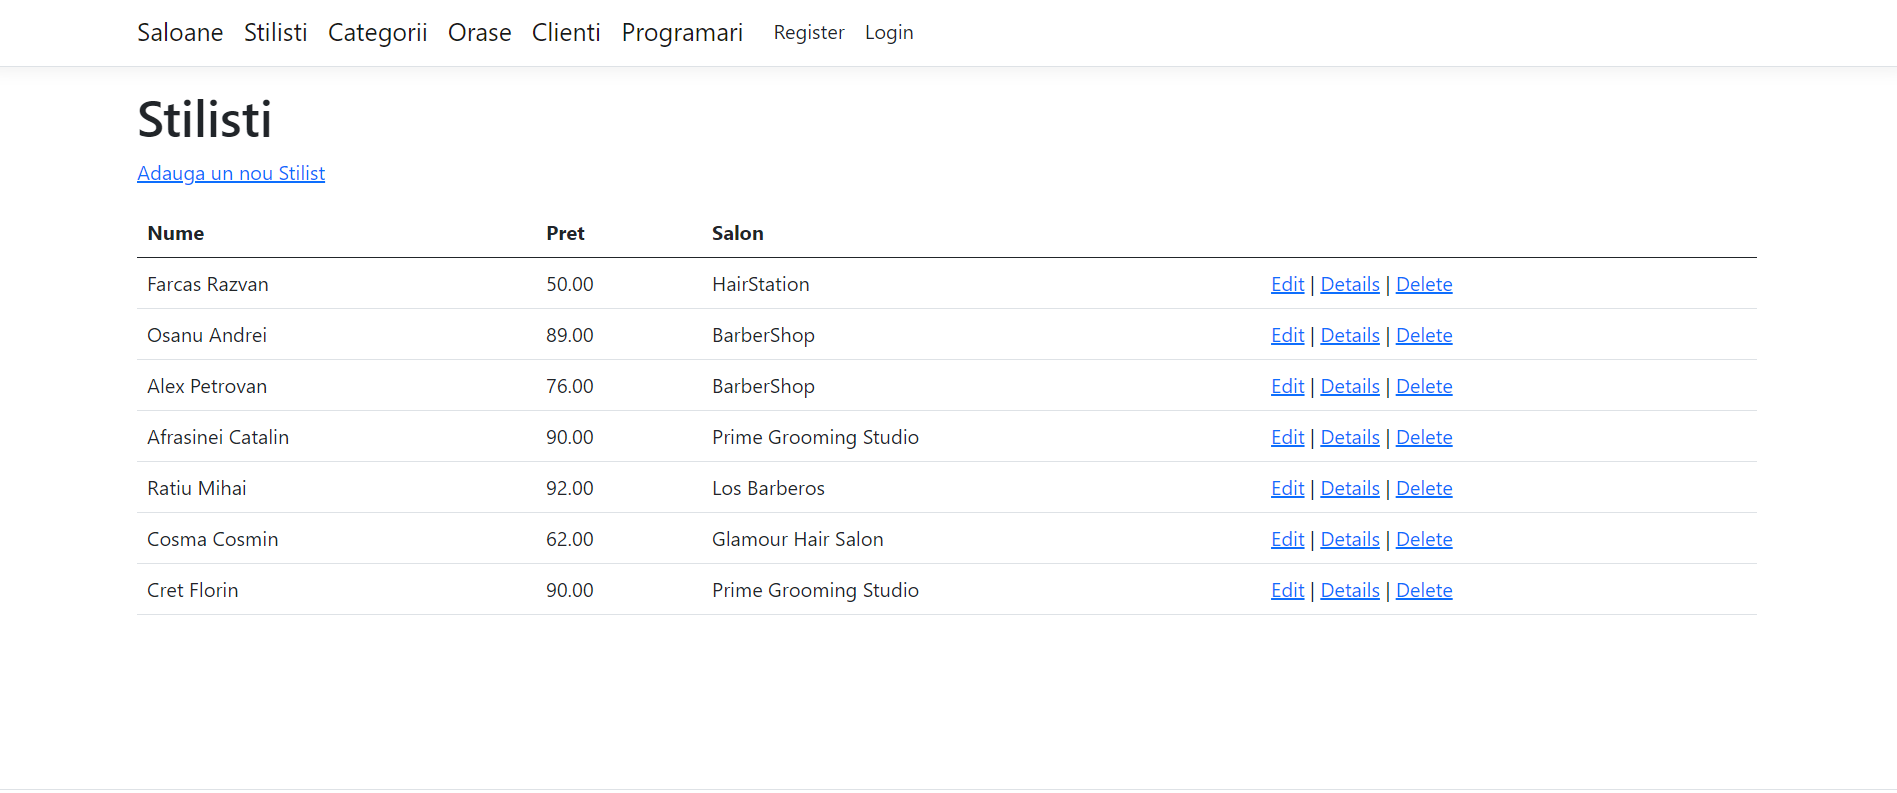 Saloane Stilisti Categorii Orase Clienti Programari Register Login
Stilisti
Adauga un nou Stilist
Nume Pret Salon
Farcas Razvan 50.00 HairStation Edit | Details | Delete
Osanu Andrei 89.00 BarberShop Edit | Details | Delete
Alex Petrovan 76.00 BarberShop Edit | Details | Delete
Afrasinei Catalin 90.00 Prime Grooming Studio Edit | Details | Delete
Ratiu Mihai 92.00 Los Barberos Edit | Details | Delete
Cosma Cosmin 62.00 Glamour Hair Salon Edit | Details | Delete
Cret Florin 90.00 Prime Grooming Studio Edit | Details | Delete